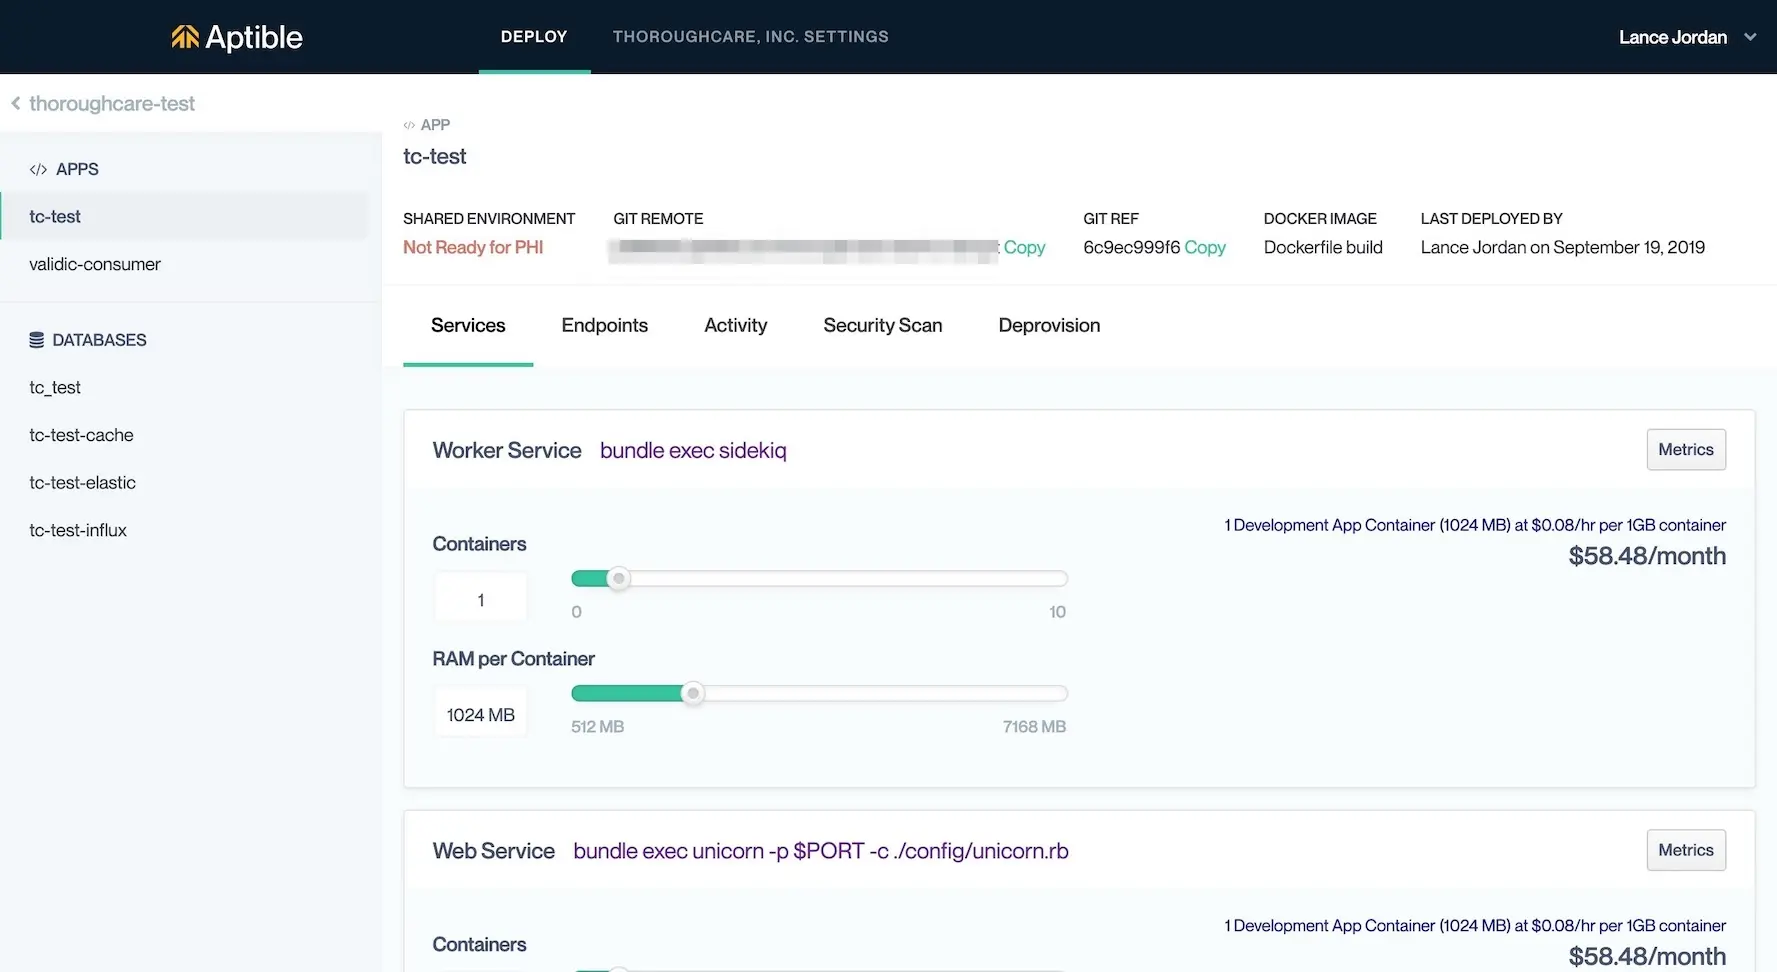 Aptible
DEPLOY
THOROUGHCARE, INC. SETTINGS
Lance Jordan
thoroughcare-test
</> APPS
tc-test
validic-consumer
DATABASES
tc_test
tc-test-cache
tc-test-elastic
tc-test-influx
</> APP
tc-test
SHARED ENVIRONMENT
Not Ready for PHI
GIT REMOTE
Copy
GIT REF
6c9ec999f6 Copy
DOCKER IMAGE
Dockerfile build
LAST DEPLOYED BY
Lance Jordan on September 19, 2019
Services
Endpoints
Activity
Security Scan
Deprovision
Worker Service bundle exec sidekiq
Metrics
1 Development App Container (1024 MB) at $0.08/hr per 1GB container
$58.48/month
Containers
1
0
10
RAM per Container
1024 MB
512 MB
7168 MB
Web Service bundle exec unicorn -p $PORT -c ./config/unicorn.rb
Metrics
1 Development App Container (1024 MB) at $0.08/hr per 1GB container
$58.48/month
Containers